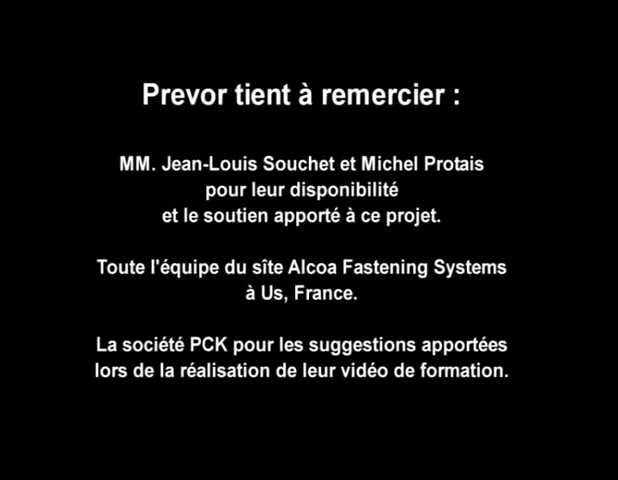 Prevor tient à remercier :
MM. Jean-Louis Souchet et Michel Protais
pour leur disponibilité
et le soutien apporté à ce projet.
Toute l'équipe du sîte Alcoa Fastening Systems
à Us, France.
La société PCK pour les suggestions apportées
lors de la réalisation de leur vidéo de formation.